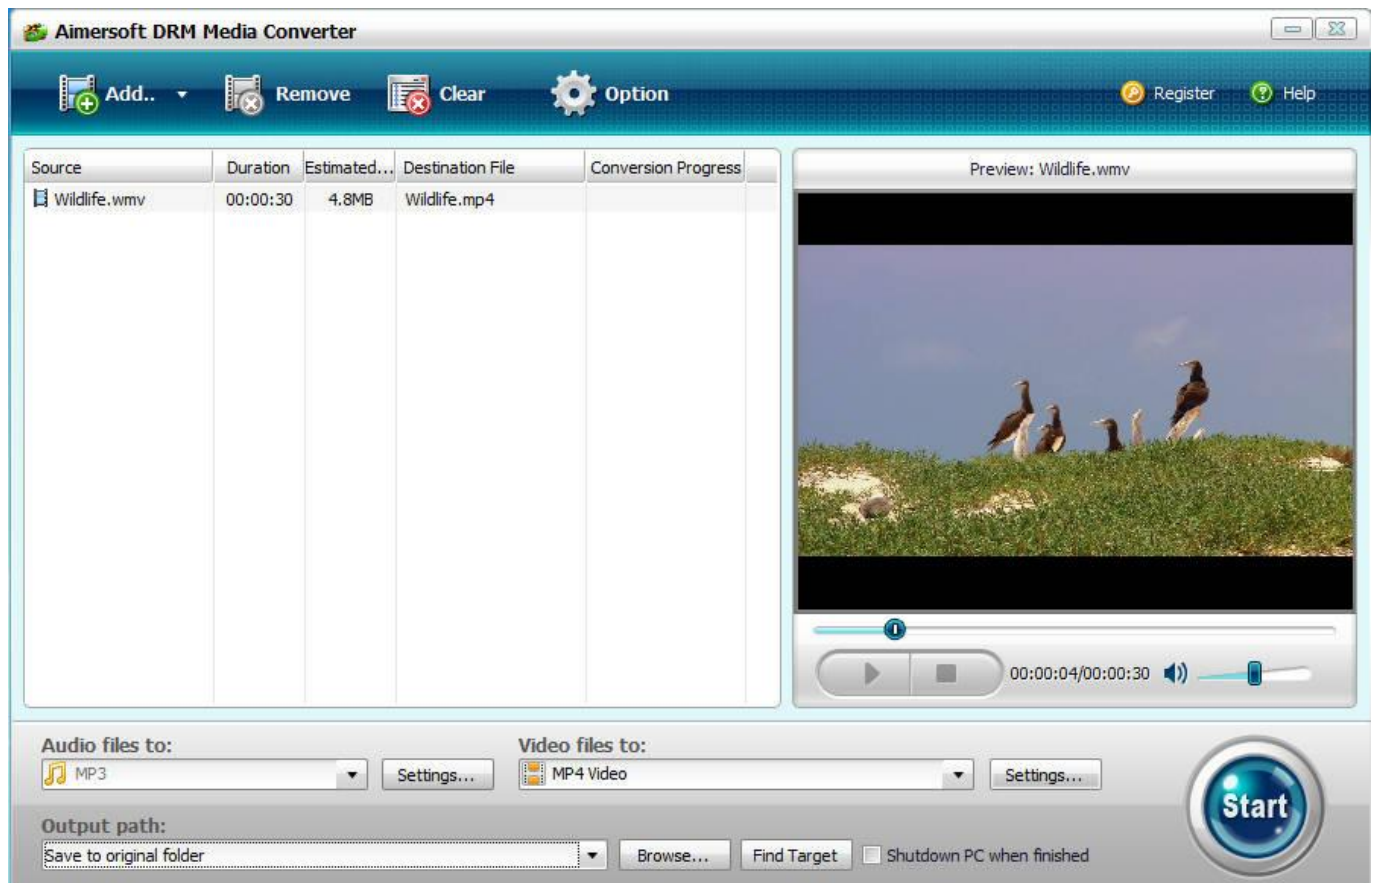 Aimersoft DRM Media Converter
Add.. Remove Clear Option Register Help
Source Duration Estimated... Destination File Conversion Progress
Preview: Wildlife.wmv
Wildlife.wmv 00:00:30 4.8MB Wildlife.mp4
00:00:04/00:00:30
Audio files to: Video files to:
MP3 Settings... MP4 Video Settings...
Start
Output path:
Save to original folder Browse... Find Target Shutdown PC when finished